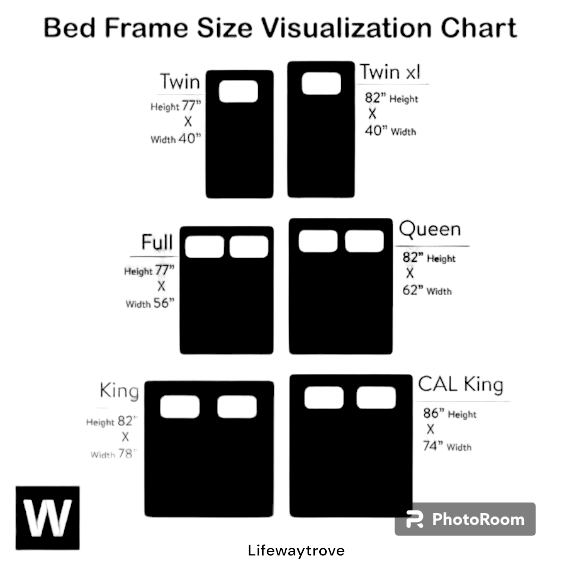 Bed Frame Size Visualization Chart
Twin
Height 77”
X
Width 40”
Twin xl
82” Height
X
40” Width
Full
Height 77”
X
Width 56”
Queen
82” Height
X
62” Width
King
Height 82”
X
Width 78”
CAL King
86” Height
X
74” Width
W
PhotoRoom
Lifewaytrove